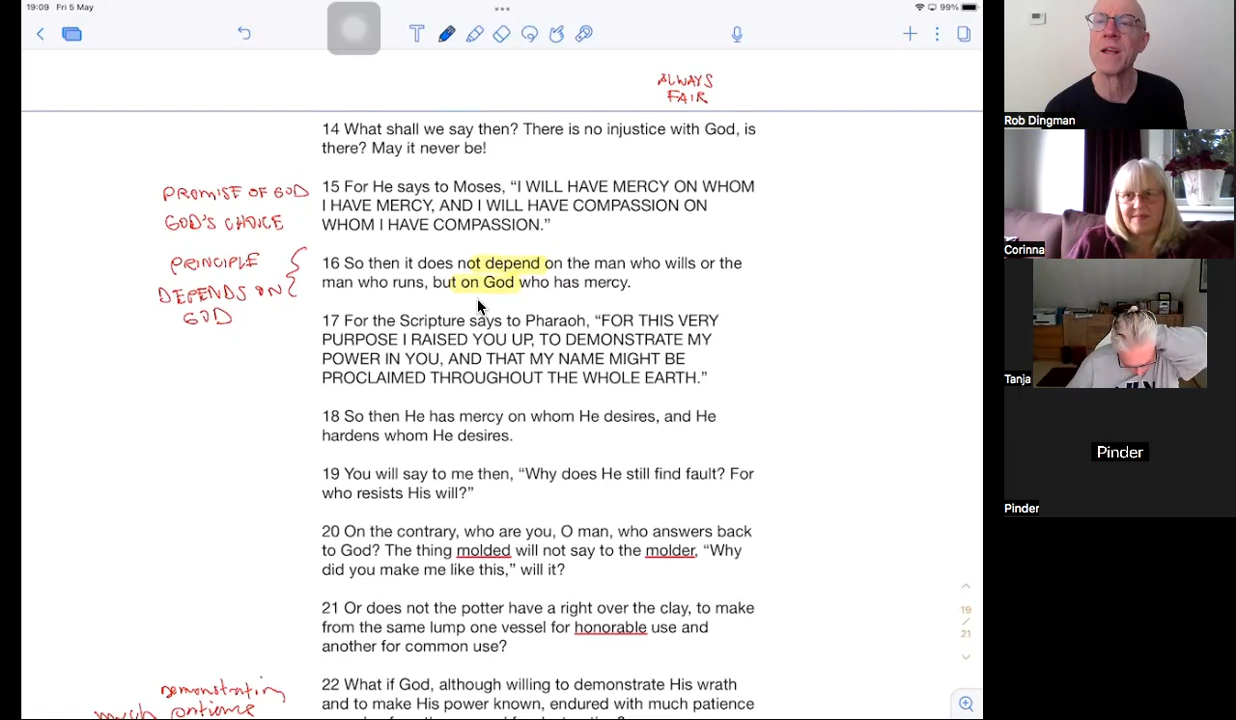 19:09 Fri 5 May
99%
T
ALWAYS
FAIR
14 What shall we say then? There is no injustice with God, is
there? May it never be!
PROMISE OF GOD
GOD'S CHOICE
15 For He says to Moses, “I WILL HAVE MERCY ON WHOM
I HAVE MERCY, AND I WILL HAVE COMPASSION ON
WHOM I HAVE COMPASSION.”
PRINCIPLE
DEPENDS ON
GOD
16 So then it does not depend on the man who wills or the
man who runs, but on God who has mercy.
17 For the Scripture says to Pharaoh, “FOR THIS VERY
PURPOSE I RAISED YOU UP, TO DEMONSTRATE MY
POWER IN YOU, AND THAT MY NAME MIGHT BE
PROCLAIMED THROUGHOUT THE WHOLE EARTH.”
18 So then He has mercy on whom He desires, and He
hardens whom He desires.
19 You will say to me then, “Why does He still find fault? For
who resists His will?”
20 On the contrary, who are you, O man, who answers back
to God? The thing molded will not say to the molder, “Why
did you make me like this,” will it?
21 Or does not the potter have a right over the clay, to make
from the same lump one vessel for honorable use and
another for common use?
demonstrating
much patience
22 What if God, although willing to demonstrate His wrath
and to make His power known, endured with much patience
19
/
21
Rob Dingman
Corinna
Tanja
Pinder
Pinder